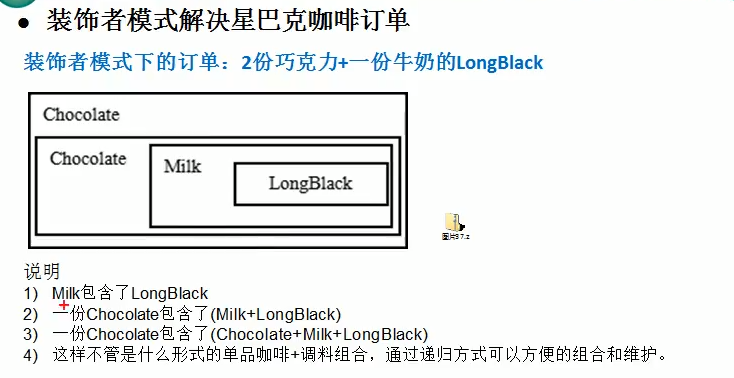 ● 装饰者模式解决星巴克咖啡订单
装饰者模式下的订单：2份巧克力+一份牛奶的LongBlack
Chocolate
Chocolate
Milk
LongBlack
图片37.z
说明
1) Milk包含了LongBlack
2) 一份Chocolate包含了(Milk+LongBlack)
3) 一份Chocolate包含了(Chocolate+Milk+LongBlack)
4) 这样不管是什么形式的单品咖啡+调料组合，通过递归方式可以方便的组合和维护。